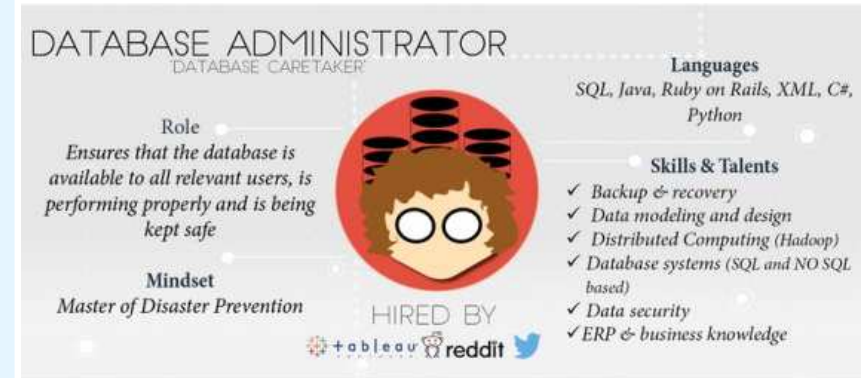 DATABASE ADMINISTRATOR
'DATABASE CARETAKER'
Role
Ensures that the database is
available to all relevant users, is
performing properly and is being
kept safe
Mindset
Master of Disaster Prevention
HIRED BY
+ableau reddit
Languages
SQL, Java, Ruby on Rails, XML, C#,
Python
Skills & Talents
✓ Backup & recovery
✓ Data modeling and design
✓ Distributed Computing (Hadoop)
✓ Database systems (SQL and NO SQL
based)
✓ Data security
✓ ERP & business knowledge